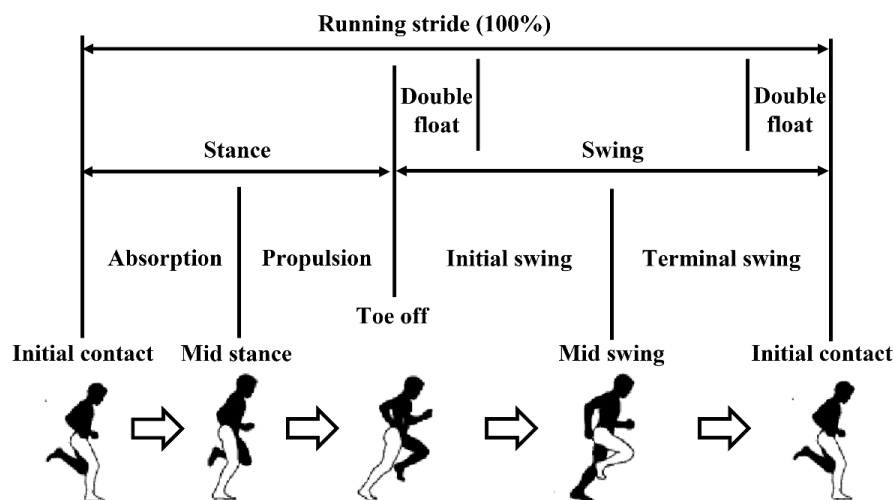 Running stride (100%)
Double
float
Double
float
Stance
Swing
Absorption
Propulsion
Initial swing
Terminal swing
Toe off
Initial contact
Mid stance
Mid swing
Initial contact